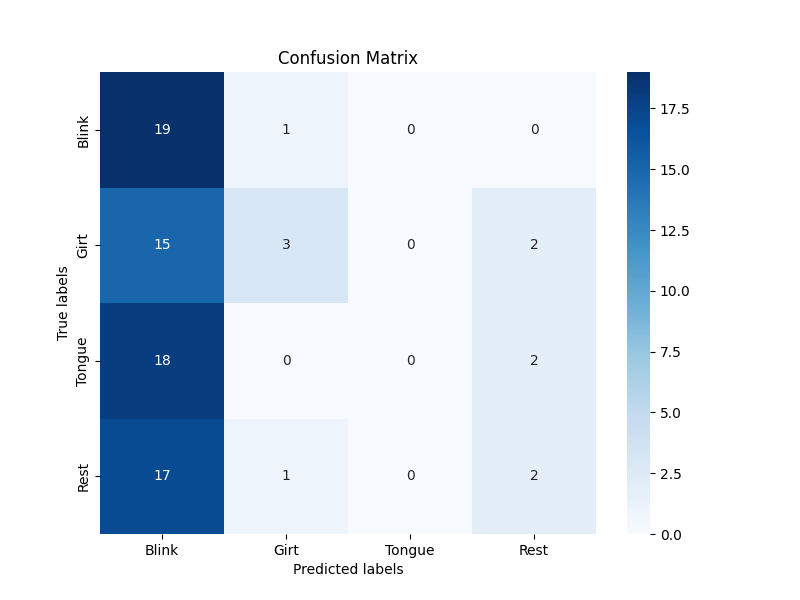 Confusion Matrix
True labels
Blink
19 1 0 0
Girt
15 3 0 2
Tongue
18 0 0 2
Rest
17 1 0 2
Blink Girt Tongue Rest
Predicted labels
17.5
15.0
12.5
10.0
7.5
5.0
2.5
0.0